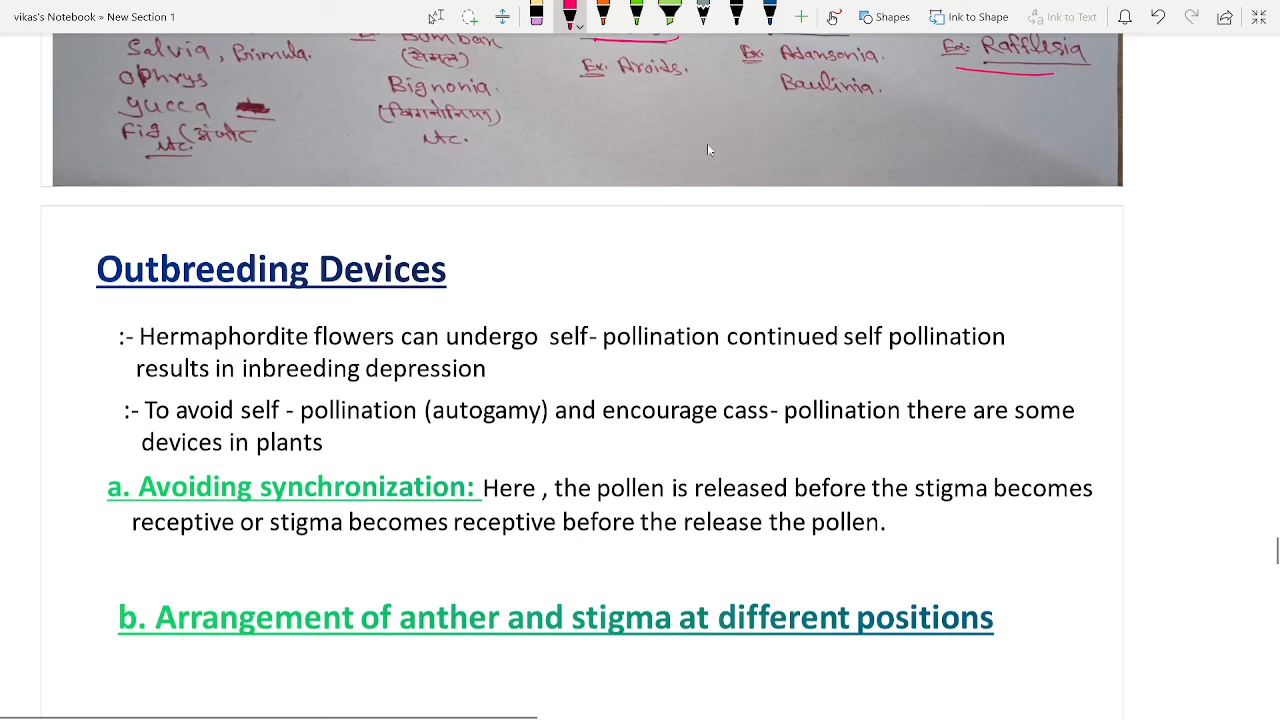 vikas's Notebook » New Section 1
Shapes
Ink to Shape
Ink to Text
Salvia, Primula.
Ophrys
yucca
Fig (अंजीर
etc.
Bombax
(सेमल)
Bignonia.
(बिगनोनिया)
etc.
Ex. Aroids.
Ex. Adansonia.
Baulinia.
Ex. Rafflesia
Outbreeding Devices
:- Hermaphordite flowers can undergo self- pollination continued self pollination
results in inbreeding depression
:- To avoid self - pollination (autogamy) and encourage cass- pollination there are some
devices in plants
a. Avoiding synchronization: Here , the pollen is released before the stigma becomes
receptive or stigma becomes receptive before the release the pollen.
b. Arrangement of anther and stigma at different positions